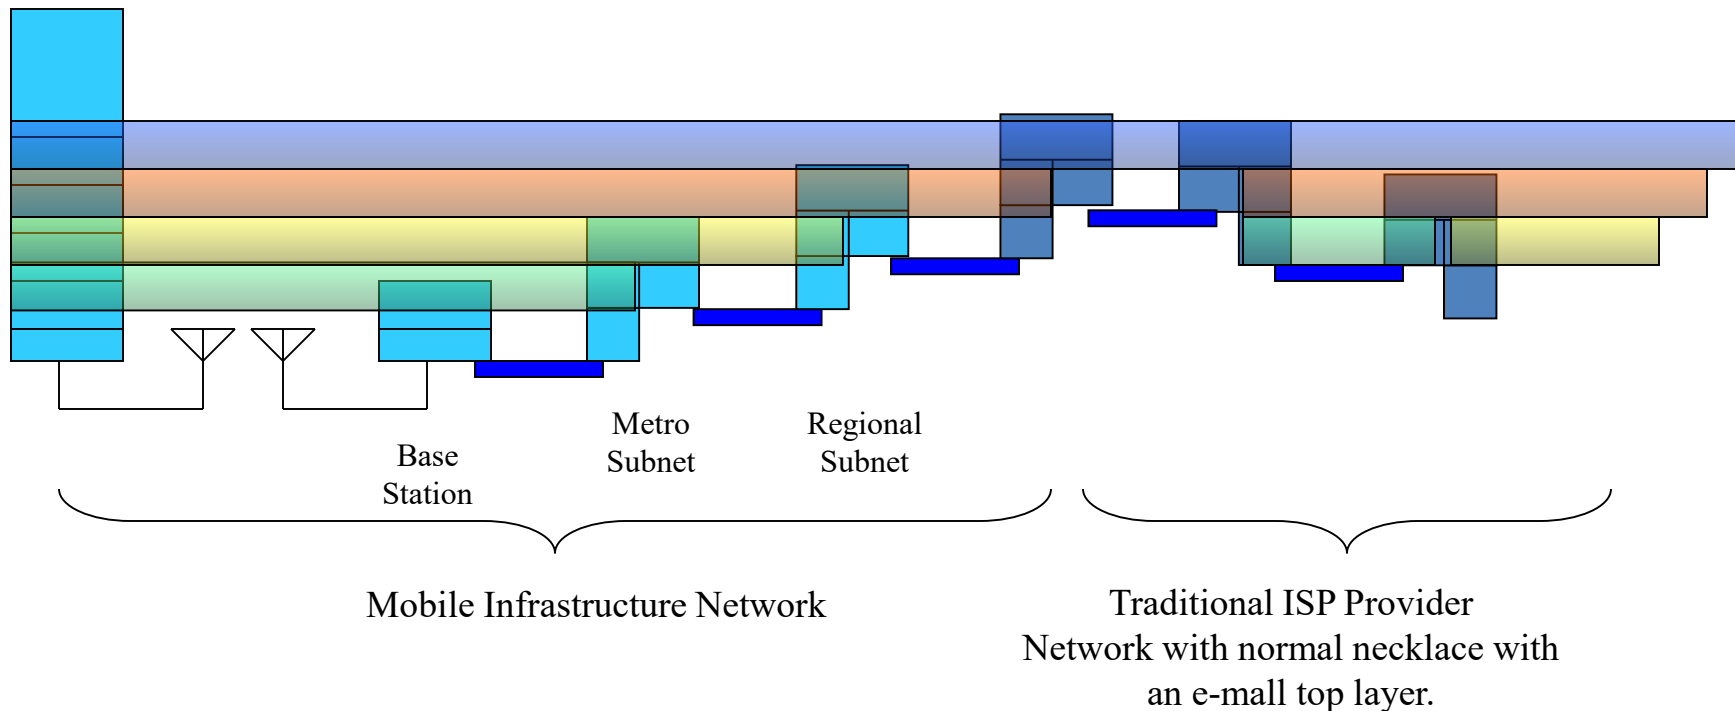 Metro
Subnet
Regional
Subnet
Base
Station
Mobile Infrastructure Network
Traditional ISP Provider
Network with normal necklace with
an e-mall top layer.